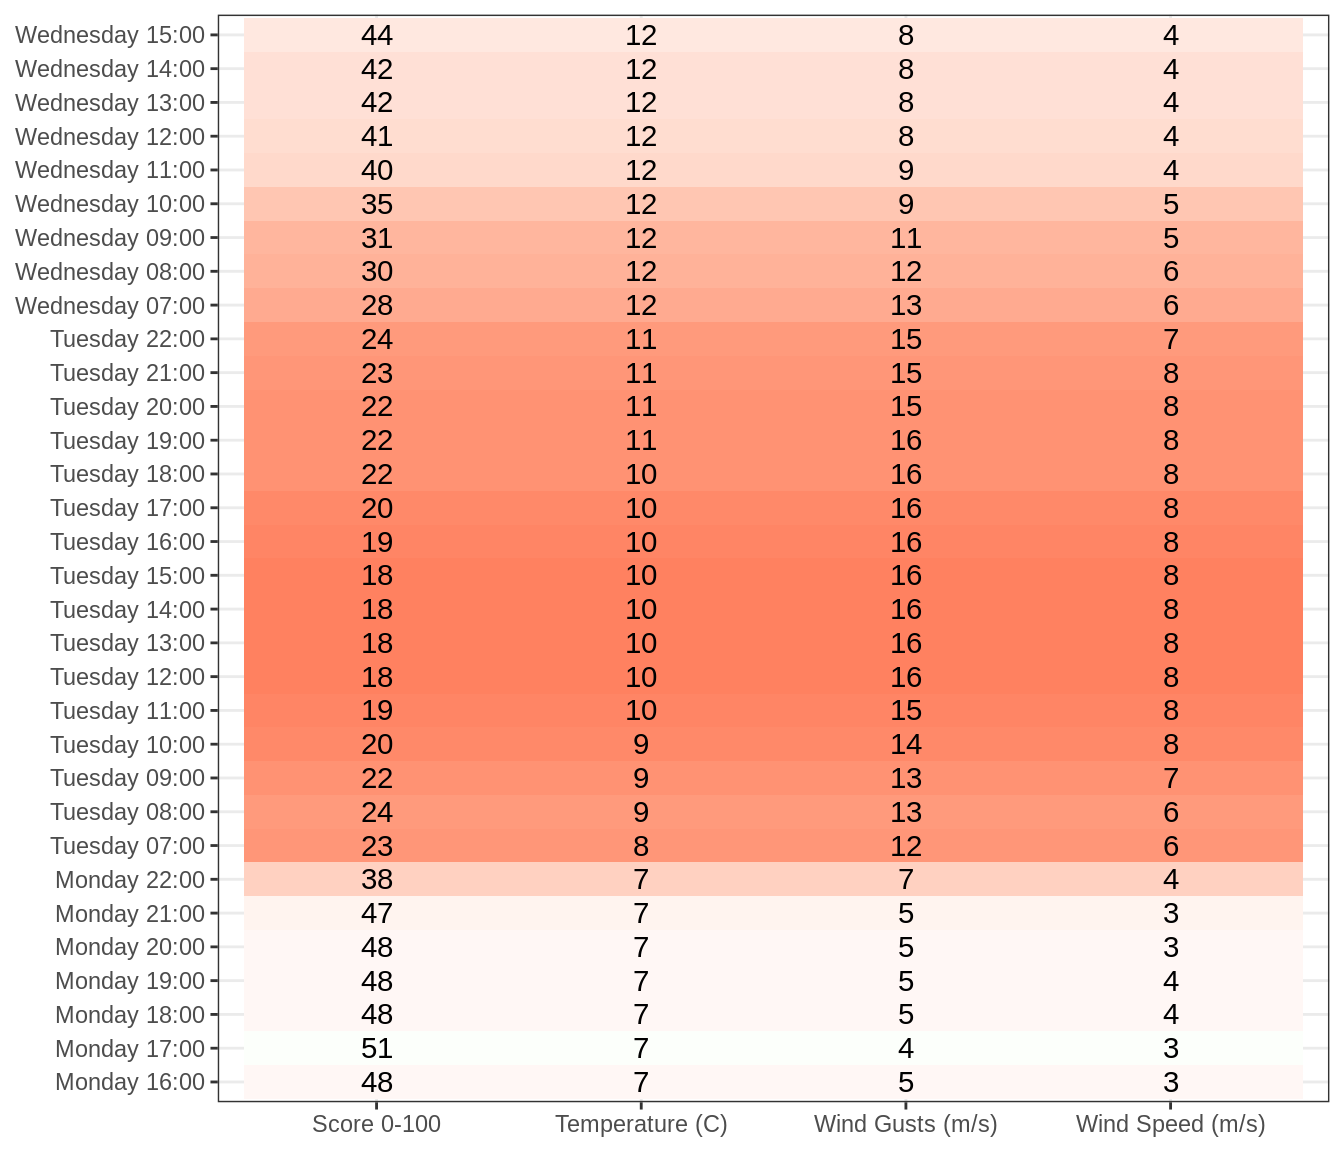 Wednesday 15:00 44 12 8 4
Wednesday 14:00 42 12 8 4
Wednesday 13:00 42 12 8 4
Wednesday 12:00 41 12 8 4
Wednesday 11:00 40 12 9 4
Wednesday 10:00 35 12 9 5
Wednesday 09:00 31 12 11 5
Wednesday 08:00 30 12 12 6
Wednesday 07:00 28 12 13 6
Tuesday 22:00 24 11 15 7
Tuesday 21:00 23 11 15 8
Tuesday 20:00 22 11 15 8
Tuesday 19:00 22 11 16 8
Tuesday 18:00 22 10 16 8
Tuesday 17:00 20 10 16 8
Tuesday 16:00 19 10 16 8
Tuesday 15:00 18 10 16 8
Tuesday 14:00 18 10 16 8
Tuesday 13:00 18 10 16 8
Tuesday 12:00 18 10 16 8
Tuesday 11:00 19 10 15 8
Tuesday 10:00 20 9 14 8
Tuesday 09:00 22 9 13 7
Tuesday 08:00 24 9 13 6
Tuesday 07:00 23 8 12 6
Monday 22:00 38 7 7 4
Monday 21:00 47 7 5 3
Monday 20:00 48 7 5 3
Monday 19:00 48 7 5 4
Monday 18:00 48 7 5 4
Monday 17:00 51 7 4 3
Monday 16:00 48 7 5 3
Score 0-100 Temperature (C) Wind Gusts (m/s) Wind Speed (m/s)